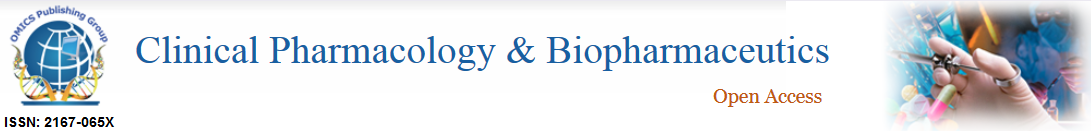 OMICS Publishing Group
Clinical Pharmacology & Biopharmaceutics
Open Access
ISSN: 2167-065X